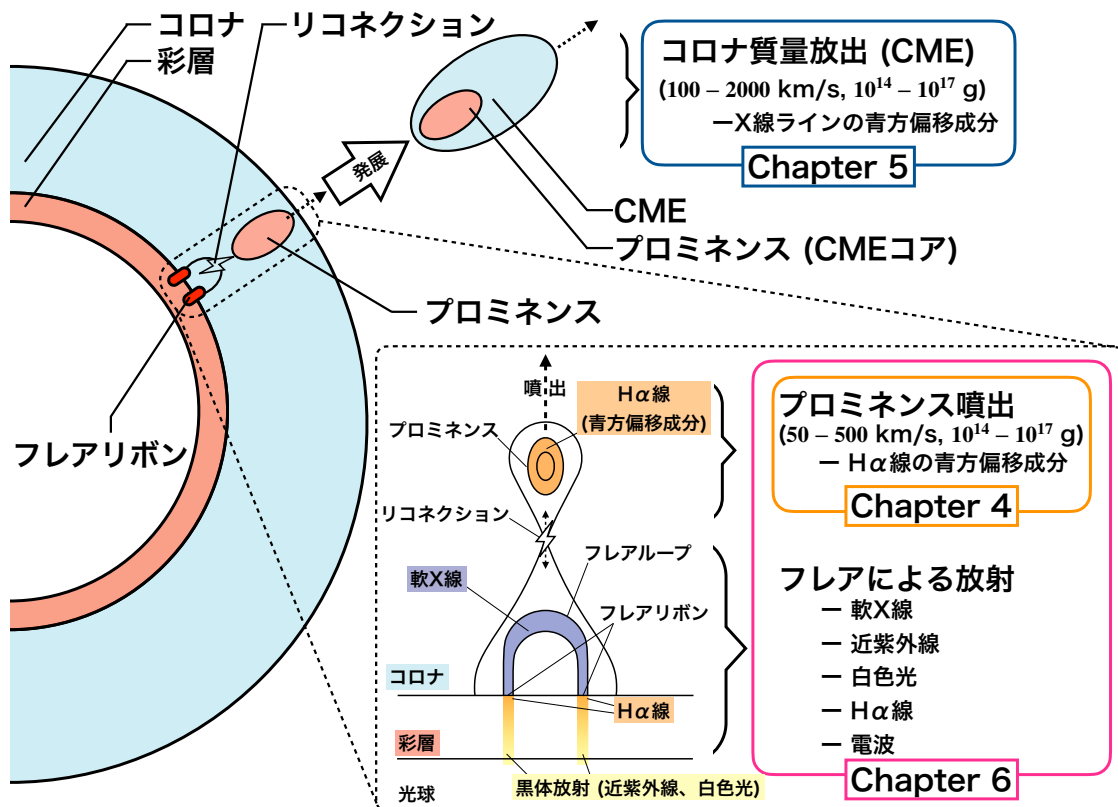 コロナ
彩層
リコネクション
発展
コロナ質量放出 (CME)
(100 – 2000 km/s, 10¹⁴ – 10¹⁷ g)
ーX線ラインの青方偏移成分
Chapter 5
CME
プロミネンス (CMEコア)
プロミネンス
フレアリボン
噴出
Hα線
(青方偏移成分)
プロミネンス
リコネクション
フレアループ
軟X線
フレアリボン
コロナ
Hα線
彩層
黒体放射 (近紫外線、白色光)
光球
プロミネンス噴出
(50 – 500 km/s, 10¹⁴ – 10¹⁷ g)
ー Hα線の青方偏移成分
Chapter 4
フレアによる放射
ー 軟X線
ー 近紫外線
ー 白色光
ー Hα線
ー 電波
Chapter 6